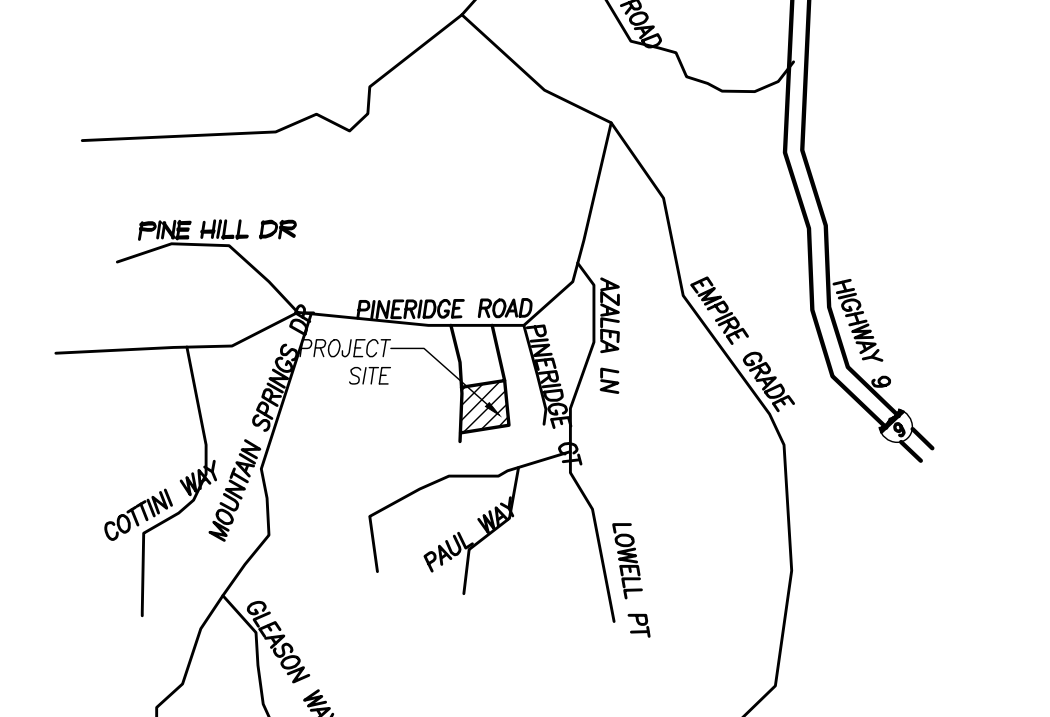 ROAD
PINE HILL DR
PINERIDGE ROAD
PROJECT
SITE
MOUNTAIN SPRINGS DR
PINERIDGE CT
AZALEA LN
EMPIRE GRADE
HIGHWAY 9
9
COTTINI WAY
PAUL WAY
LOWELL PT
GLEASON WAY